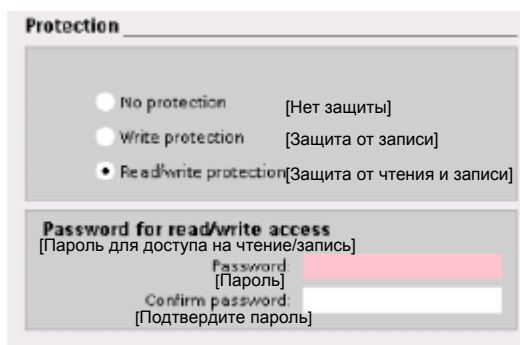 Protection
No protection [Нет защиты]
Write protection [Защита от записи]
Read/write protection [Защита от чтения и записи]
Password for read/write access
[Пароль для доступа на чтение/запись]
Password:
[Пароль]
Confirm password:
[Подтвердите пароль]